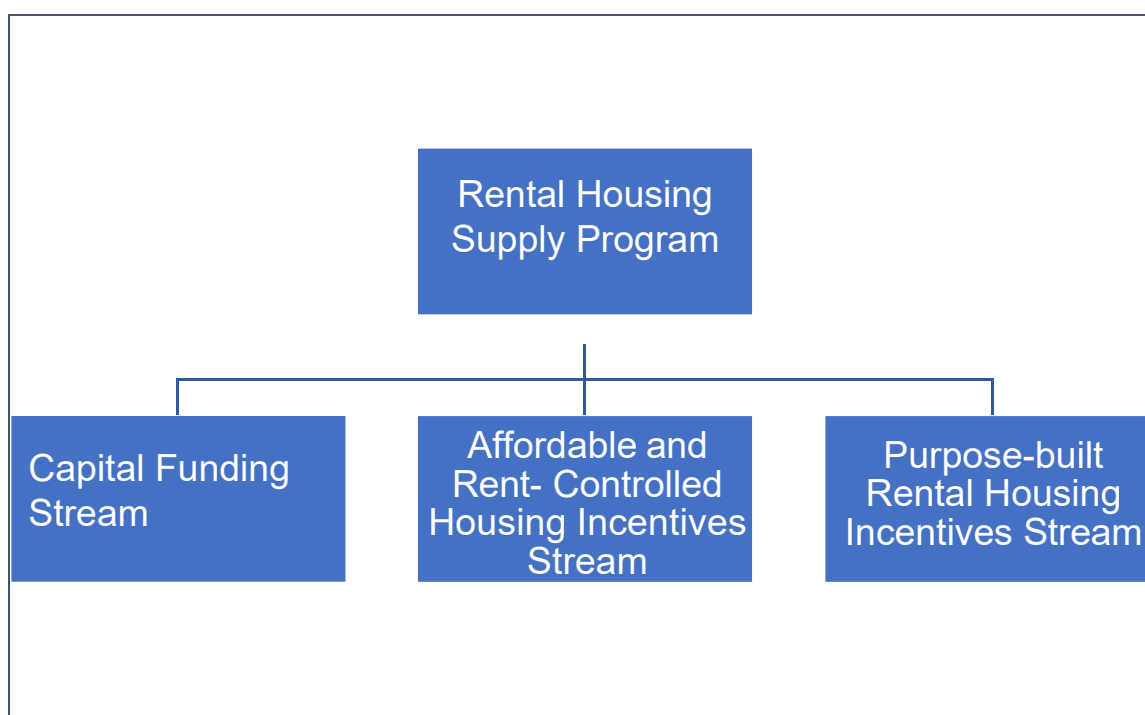 Rental Housing
Supply Program
Capital Funding
Stream
Affordable and
Rent- Controlled
Housing Incentives
Stream
Purpose-built
Rental Housing
Incentives Stream